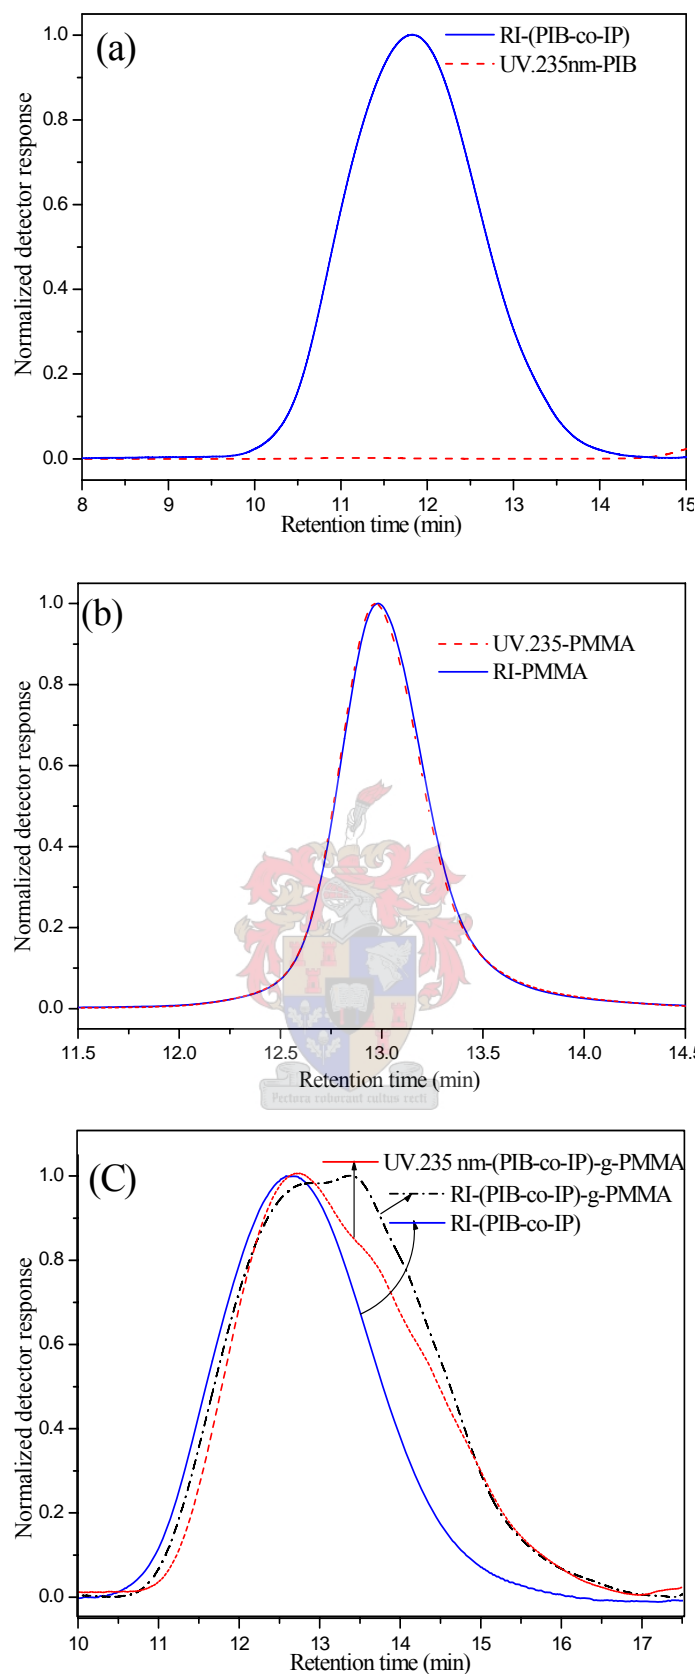 (a)
RI-(PIB-co-IP)
UV.235nm-PIB
Normalized detector response
1.0
0.8
0.6
0.4
0.2
0.0
8 9 10 11 12 13 14 15
Retention time (min)
(b)
UV.235-PMMA
RI-PMMA
Normalized detector response
1.0
0.8
0.6
0.4
0.2
0.0
11.5 12.0 12.5 13.0 13.5 14.0 14.5
Retention time (min)
Pectora roborant cultus recti
(C)
UV.235 nm-(PIB-co-IP)-g-PMMA
RI-(PIB-co-IP)-g-PMMA
RI-(PIB-co-IP)
Normalized detector response
1.0
0.8
0.6
0.4
0.2
0.0
10 11 12 13 14 15 16 17
Retention time (min)